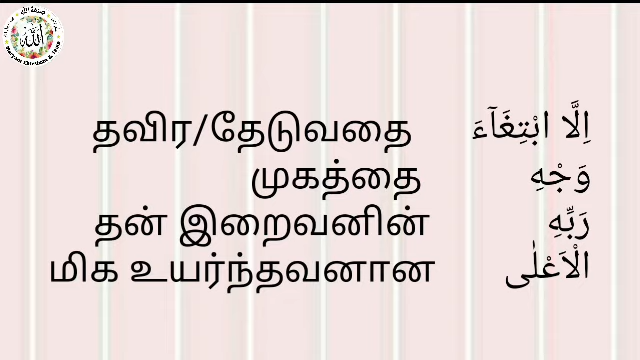 தவிர/தேடுவதை اِلَّا ابْتِغَآءَ
முகத்தை وَجْهِ
தன் இறைவனின் رَبِّهِ
மிக உயர்ந்தவனான الْاَعْلٰى